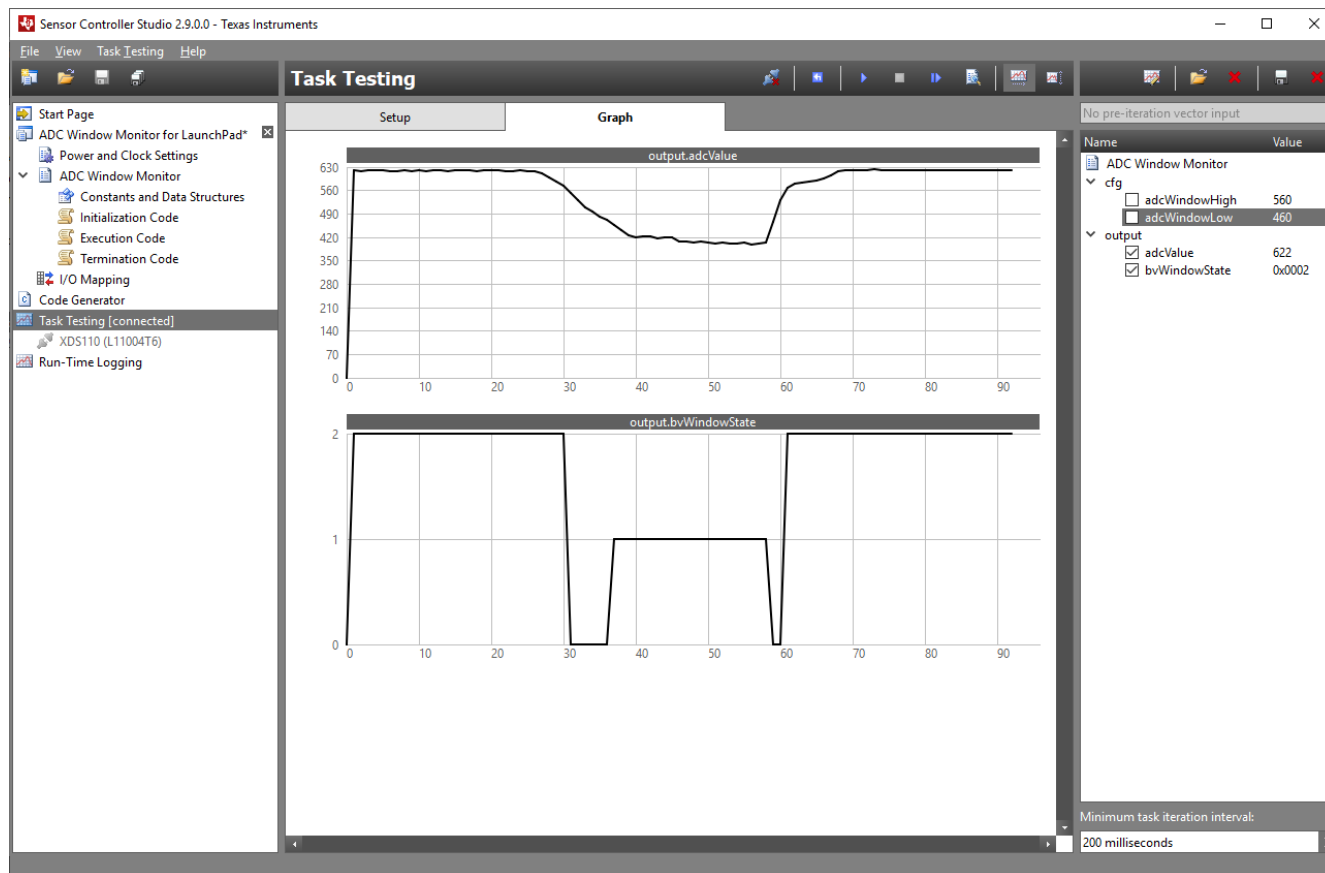 Sensor Controller Studio 2.9.0.0 - Texas Instruments
File View Task Testing Help
Task Testing
Start Page
ADC Window Monitor for LaunchPad*
Power and Clock Settings
ADC Window Monitor
Constants and Data Structures
Initialization Code
Execution Code
Termination Code
I/O Mapping
Code Generator
Task Testing [connected]
XDS110 (L11004T6)
Run-Time Logging
Setup Graph
output.adcValue
630
560
490
420
350
280
210
140
70
0
0 10 20 30 40 50 60 70 80 90
output.bvWindowState
2
1
0
0 10 20 30 40 50 60 70 80 90
No pre-iteration vector input
Name Value
ADC Window Monitor
cfg
adcWindowHigh 560
adcWindowLow 460
output
adcValue 622
bvWindowState 0x0002
Minimum task iteration interval:
200 milliseconds